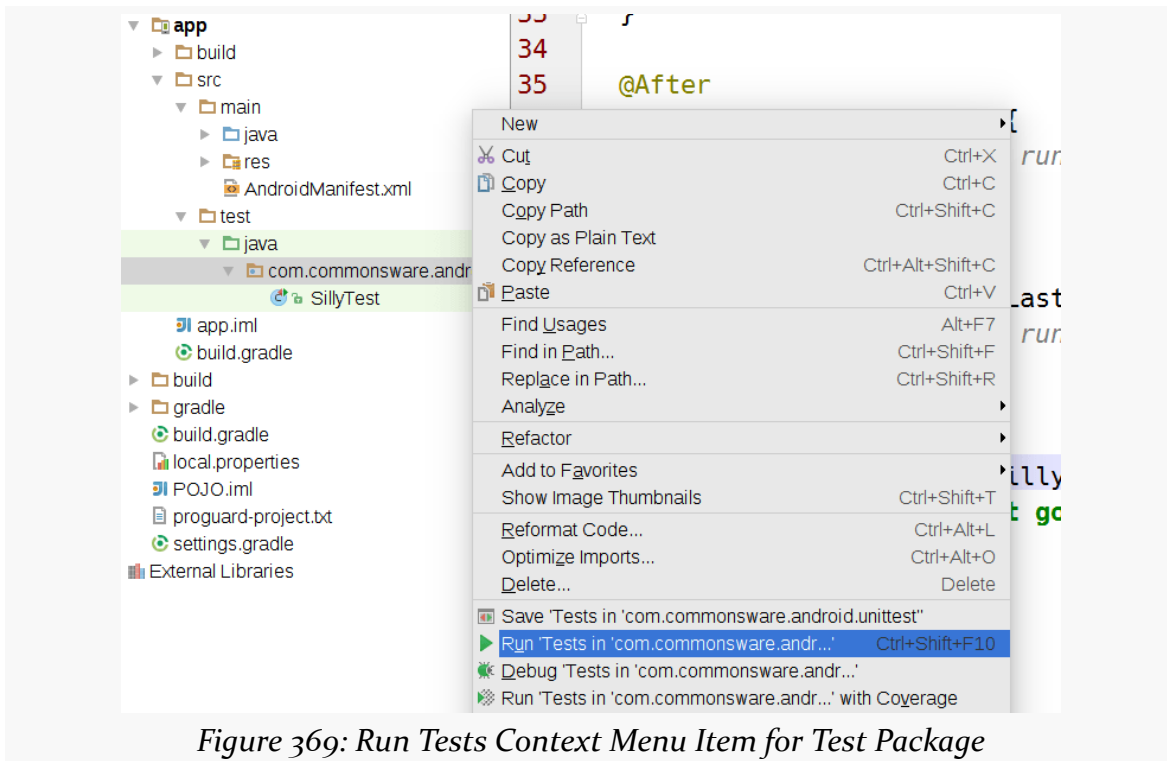 app
build
src
main
java
res
AndroidManifest.xml
test
java
com.commonsware.andr
SillyTest
app.iml
build.gradle
build
gradle
build.gradle
local.properties
POJO.iml
proguard-project.txt
settings.gradle
External Libraries
33 }
34
35 @After
{
run
Last
run
illy
t go
New
Cut Ctrl+X
Copy Ctrl+C
Copy Path Ctrl+Shift+C
Copy as Plain Text
Copy Reference Ctrl+Alt+Shift+C
Paste Ctrl+V
Find Usages Alt+F7
Find in Path... Ctrl+Shift+F
Replace in Path... Ctrl+Shift+R
Analyze
Refactor
Add to Favorites
Show Image Thumbnails Ctrl+Shift+T
Reformat Code... Ctrl+Alt+L
Optimize Imports... Ctrl+Alt+O
Delete... Delete
Save 'Tests in 'com.commonsware.android.unittest''
Run 'Tests in 'com.commonsware.andr...' Ctrl+Shift+F10
Debug 'Tests in 'com.commonsware.andr...'
Run 'Tests in 'com.commonsware.andr...' with Coverage
Figure 369: Run Tests Context Menu Item for Test Package